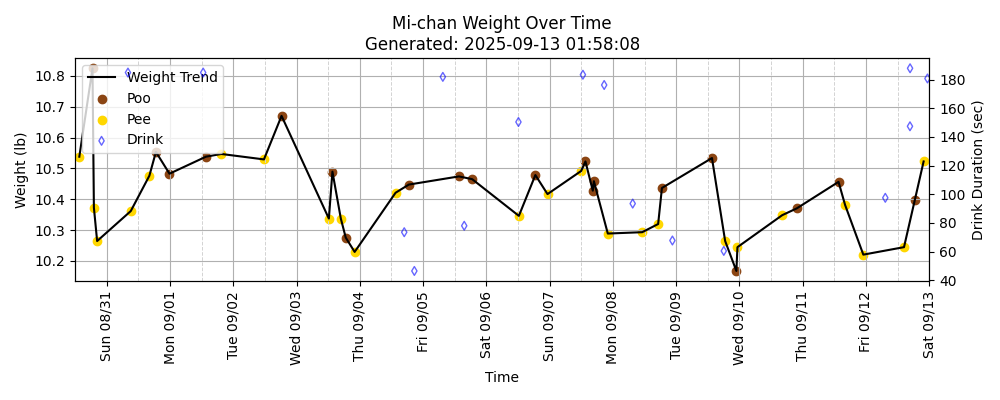 Mi-chan Weight Over Time
Generated: 2025-09-13 01:58:08
Weight (lb)
10.8
10.7
10.6
10.5
10.4
10.3
10.2
Weight Trend
Poo
Pee
Drink
180
160
140
120
100
80
60
40
Drink Duration (sec)
Sun 08/31
Mon 09/01
Tue 09/02
Wed 09/03
Thu 09/04
Fri 09/05
Sat 09/06
Sun 09/07
Mon 09/08
Tue 09/09
Wed 09/10
Thu 09/11
Fri 09/12
Sat 09/13
Time